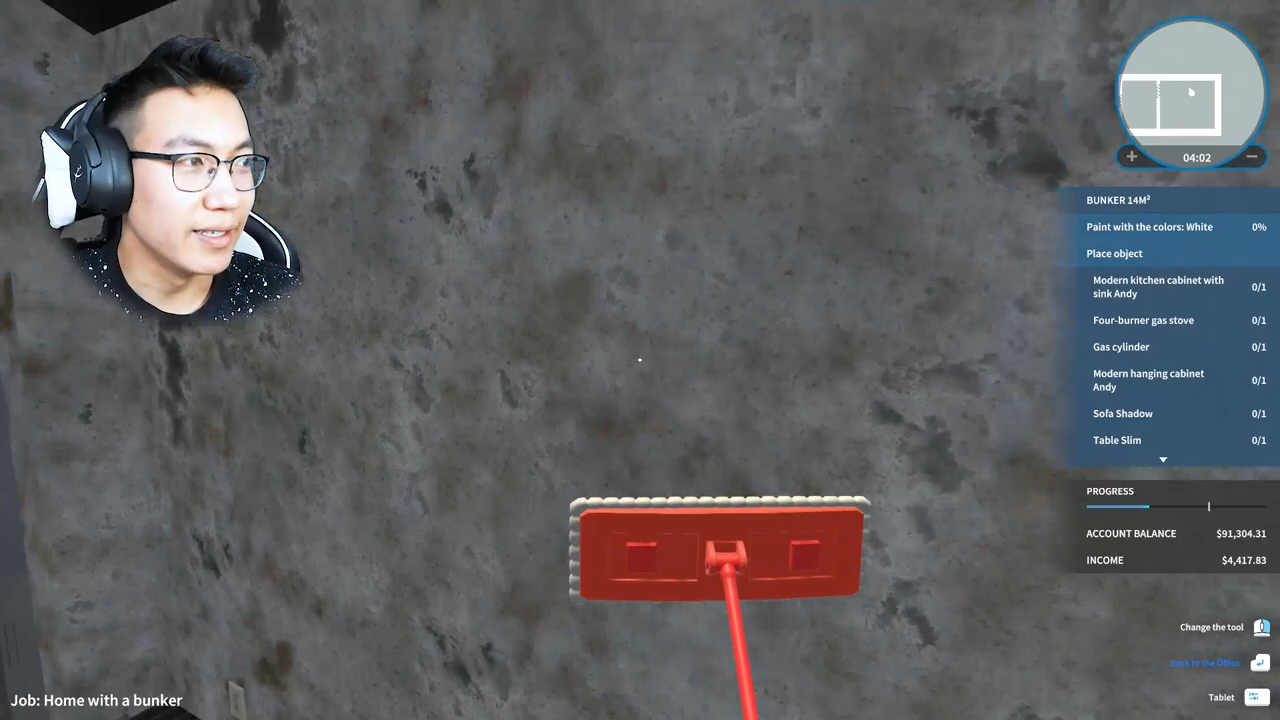 04:02
BUNKER 14M²
Paint with the colors: White 0%
Place object
Modern kitchen cabinet with
sink Andy 0/1
Four-burner gas stove 0/1
Gas cylinder 0/1
Modern hanging cabinet
Andy 0/1
Sofa Shadow 0/1
Table Slim 0/1
PROGRESS
ACCOUNT BALANCE $91,304.31
INCOME $4,417.83
Change the tool
Back to the Office
Tablet
Job: Home with a bunker